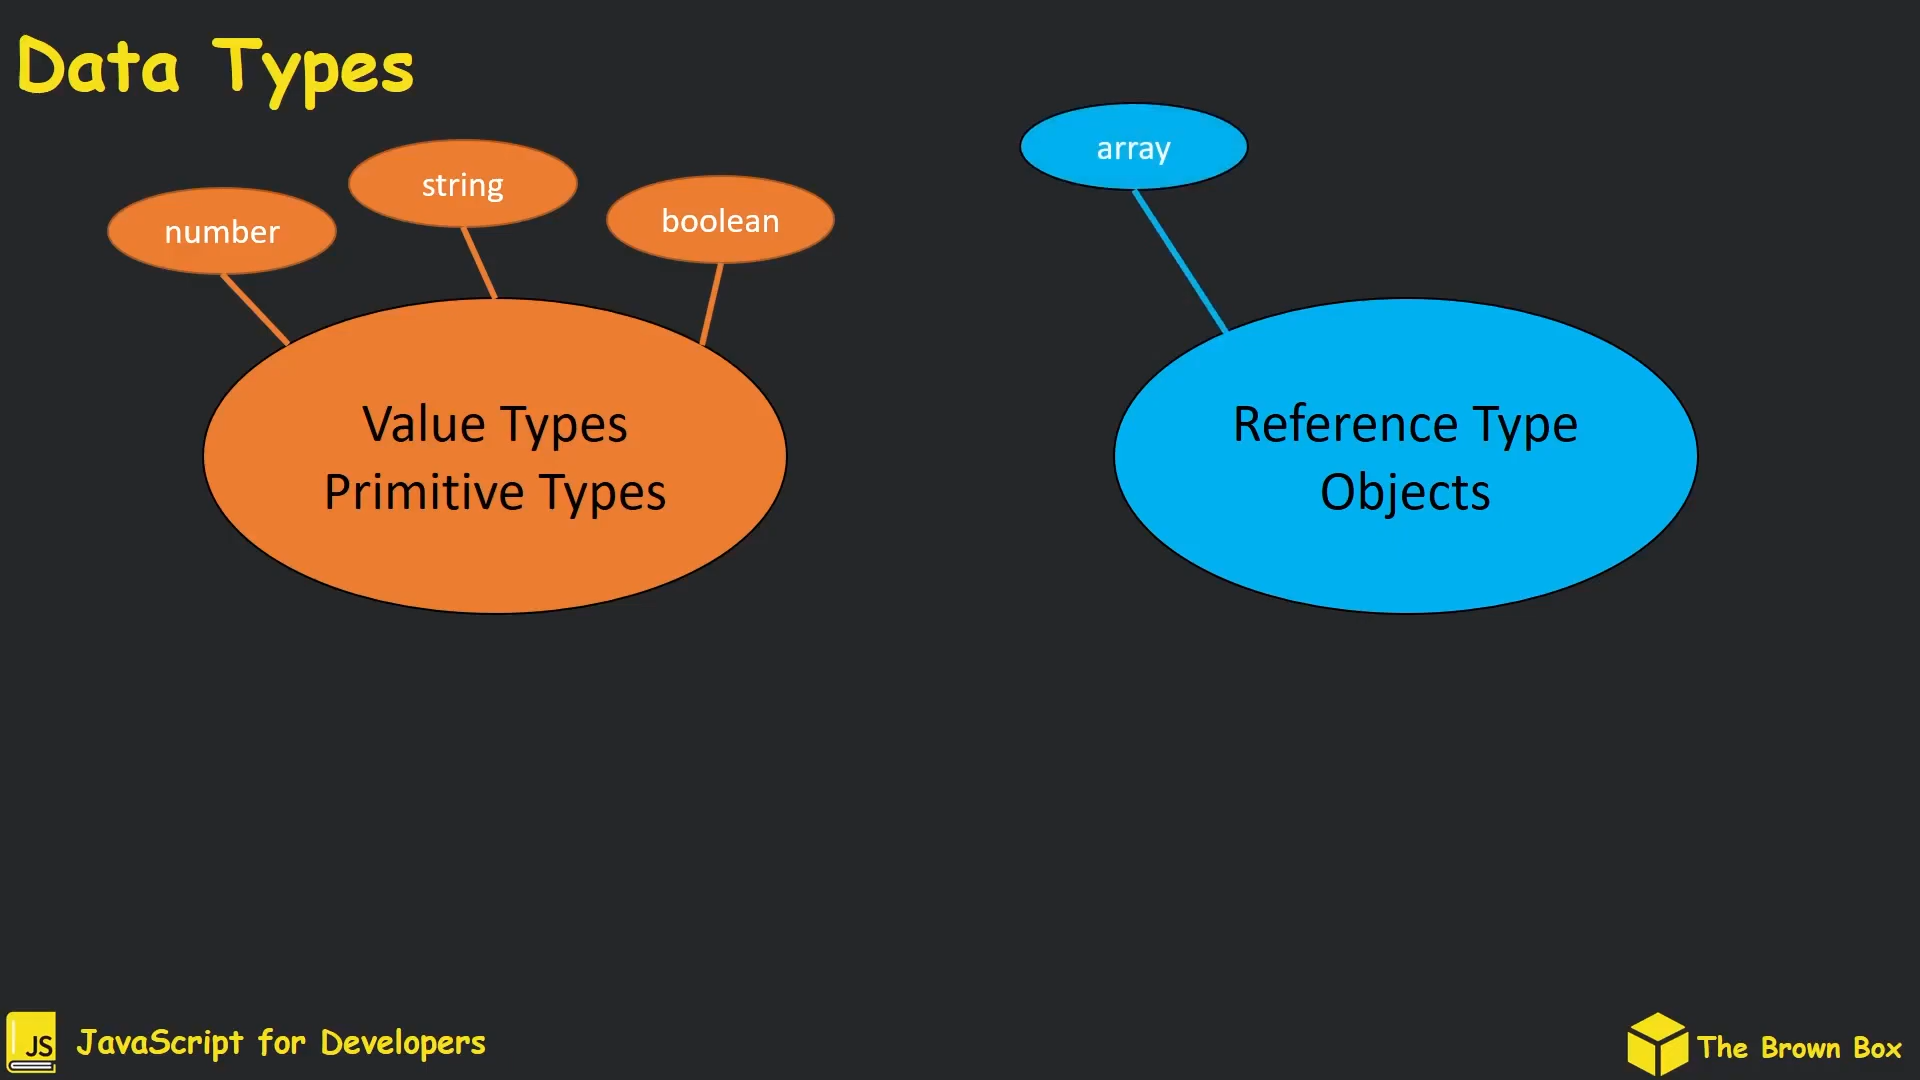 Data Types
number
string
boolean
array
Value Types
Primitive Types
Reference Type
Objects
JS
JavaScript for Developers
The Brown Box